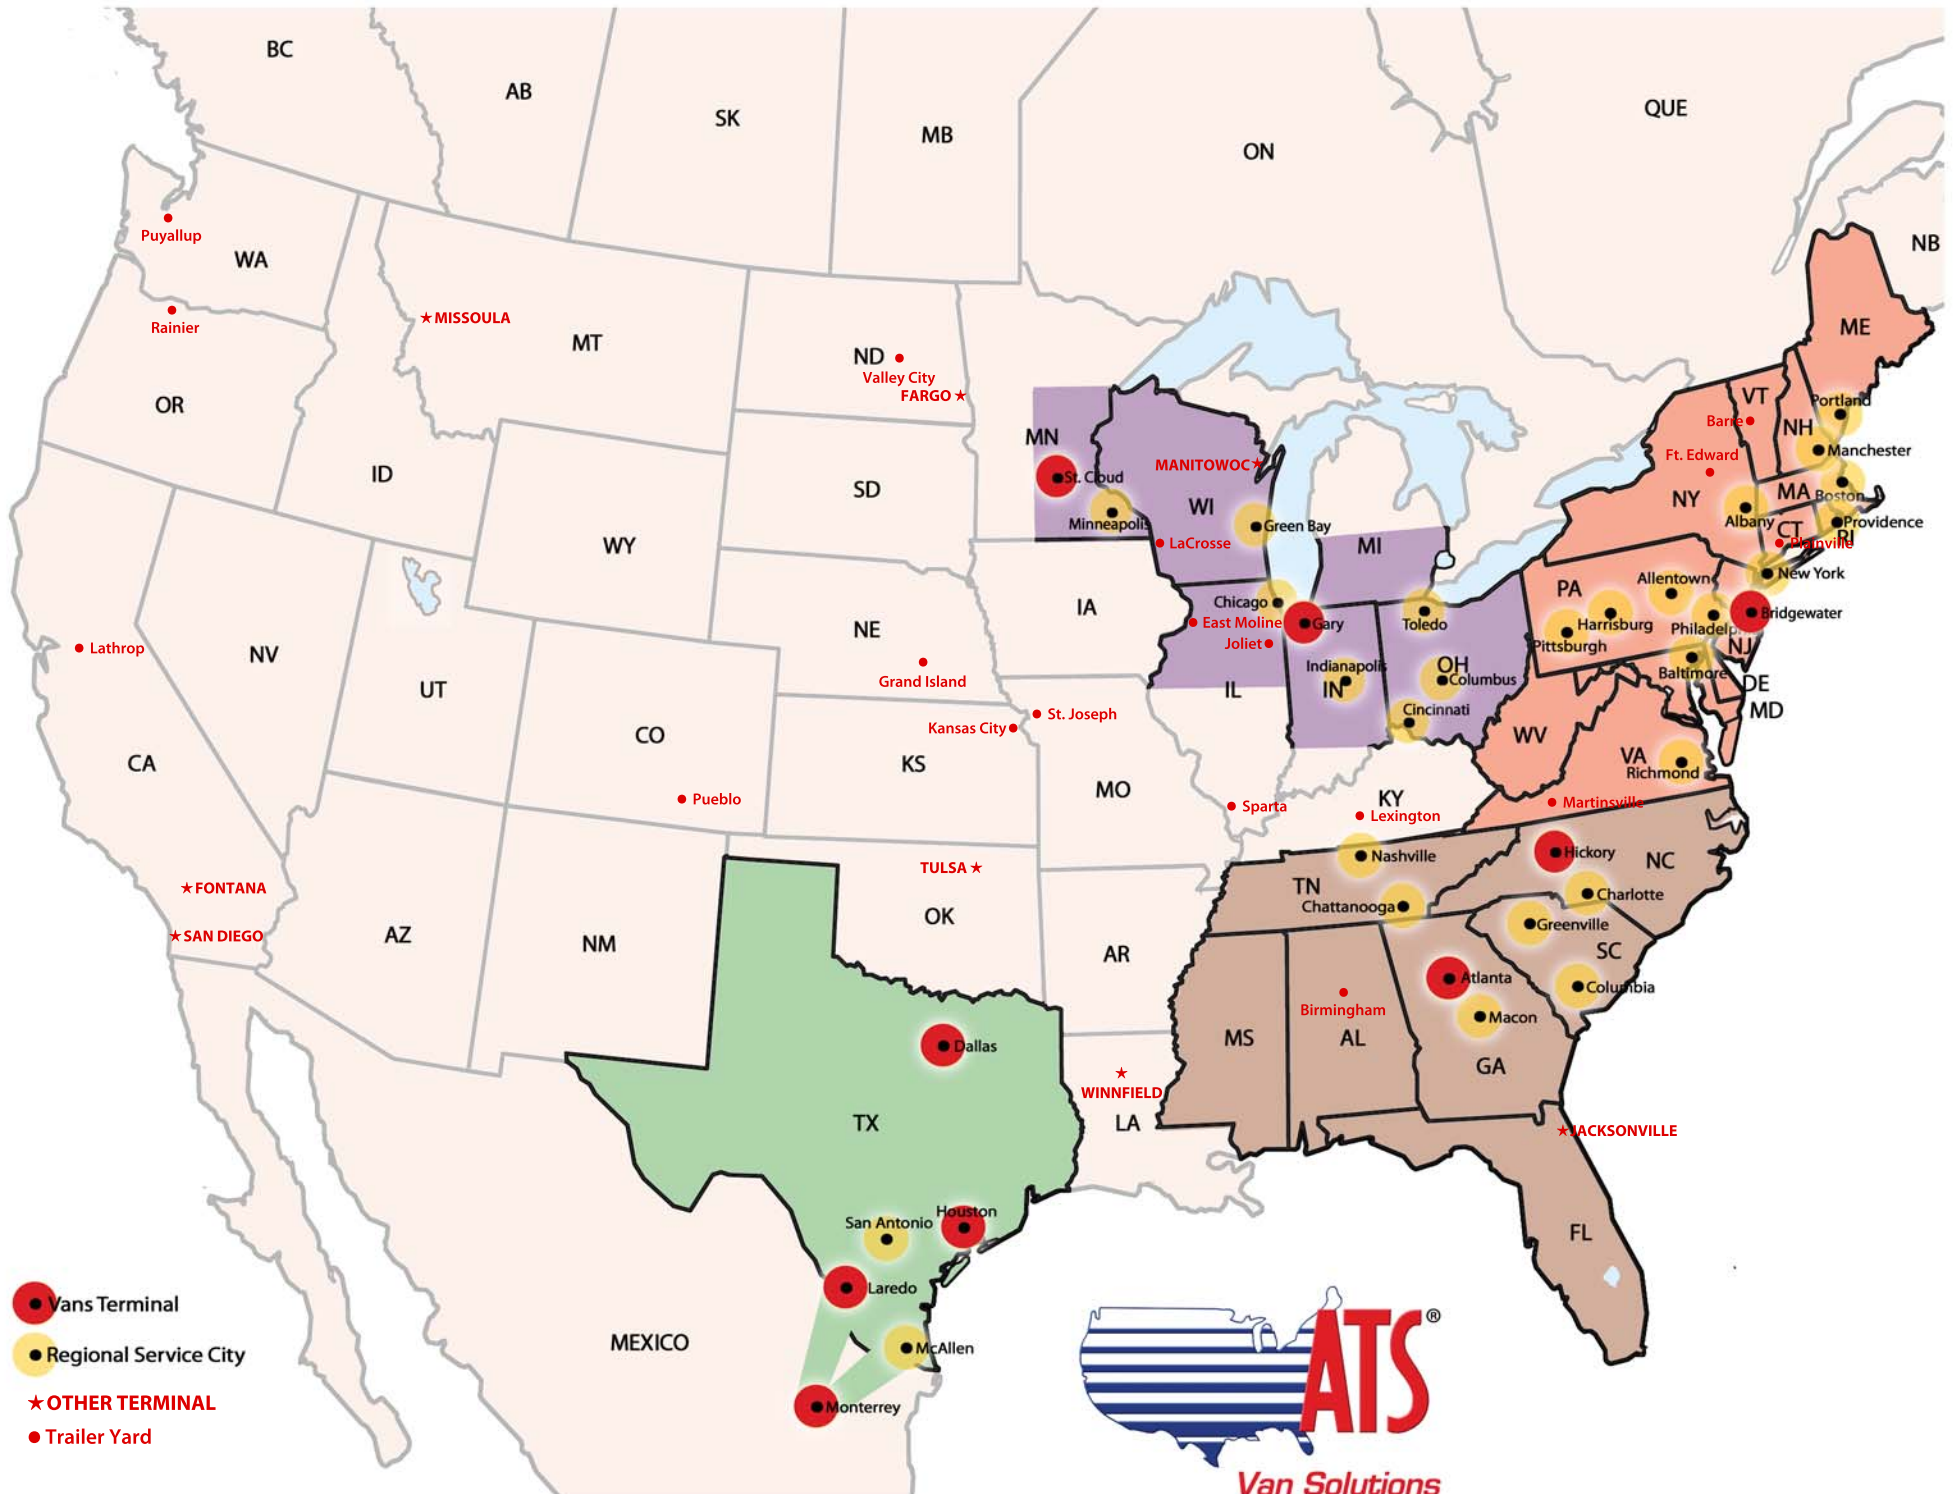 BC
AB
SK
MB
ON
QUE
NB
Puyallup
WA
Rainier
★MISSOULA
MT
ND
Valley City
FARGO★
ME
OR
VT
Portland
Barre
NH
MN
Manchester
MANITOWOC★
Ft. Edward
ID
St. Cloud
SD
WI
NY
MA
Boston
Minneapolis
Green Bay
Albany
Providence
CT
RI
WY
LaCrosse
MI
Plainville
New York
Allentown
PA
IA
Chicago
East Moline
Gary
Toledo
Harrisburg
Philadelp
Bridgewater
NE
Lathrop
NV
Joliet
Pittsburgh
NJ
Grand Island
Indianapolis
OH
Columbus
Baltimore
UT
IL
IN
DE
MD
St. Joseph
Cincinnati
Kansas City
CO
WV
CA
KS
VA
Richmond
MO
Pueblo
KY
Sparta
Lexington
Martinsville
TULSA★
Nashville
Hickory
NC
★FONTANA
TN
Chattanooga
Charlotte
OK
Greenville
★SAN DIEGO
AZ
NM
AR
SC
Atlanta
Columbia
Birmingham
Macon
Dallas
MS
AL
GA
★
WINNFIELD
TX
LA
★JACKSONVILLE
San Antonio
Houston
FL
Laredo
MEXICO
McAllen
Monterrey
Vans Terminal
Regional Service City
★OTHER TERMINAL
Trailer Yard
ATS®
Van Solutions